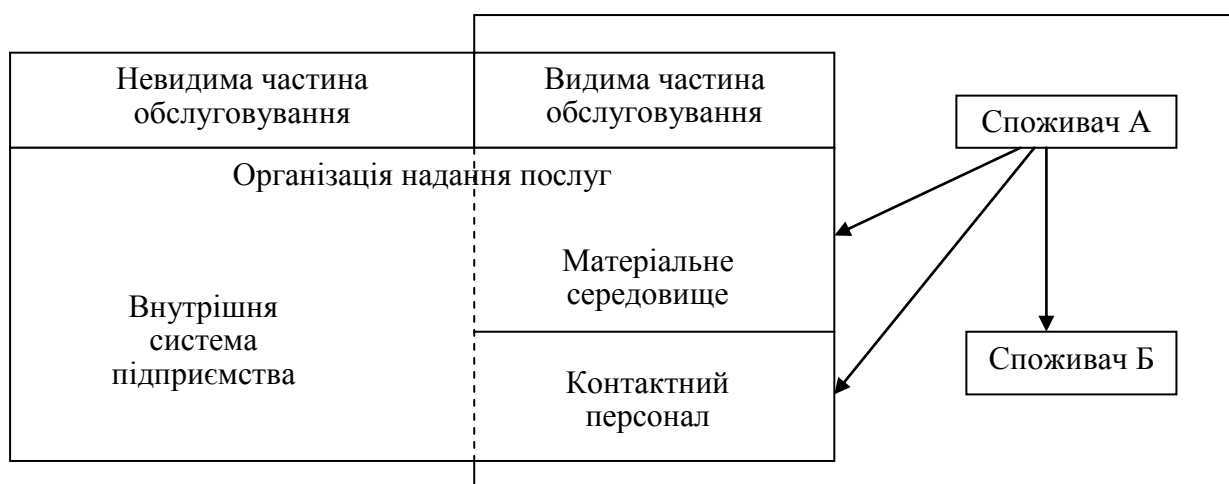 Невидима частина
обслуговування
Видима частина
обслуговування
Споживач А
Організація надання послуг
Матеріальне
середовище
Внутрішня
система
підприємства
Споживач Б
Контактний
персонал